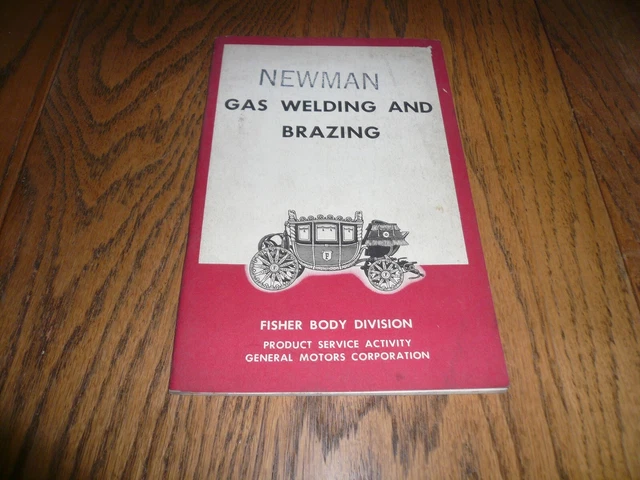 NEWMAN
GAS WELDING AND
BRAZING
FISHER BODY DIVISION
PRODUCT SERVICE ACTIVITY
GENERAL MOTORS CORPORATION